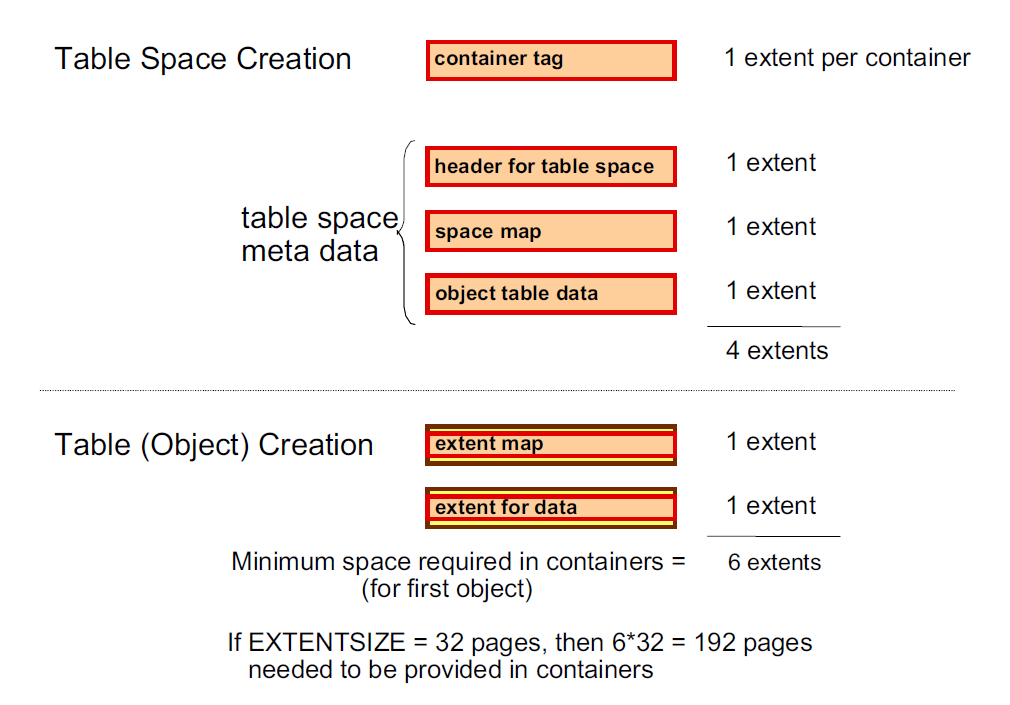 Table Space Creation
container tag
1 extent per container
header for table space
1 extent
table space
meta data
space map
1 extent
object table data
1 extent
4 extents
Table (Object) Creation
extent map
1 extent
extent for data
1 extent
Minimum space required in containers =
6 extents
(for first object)
If EXTENTSIZE = 32 pages, then 6*32 = 192 pages
needed to be provided in containers